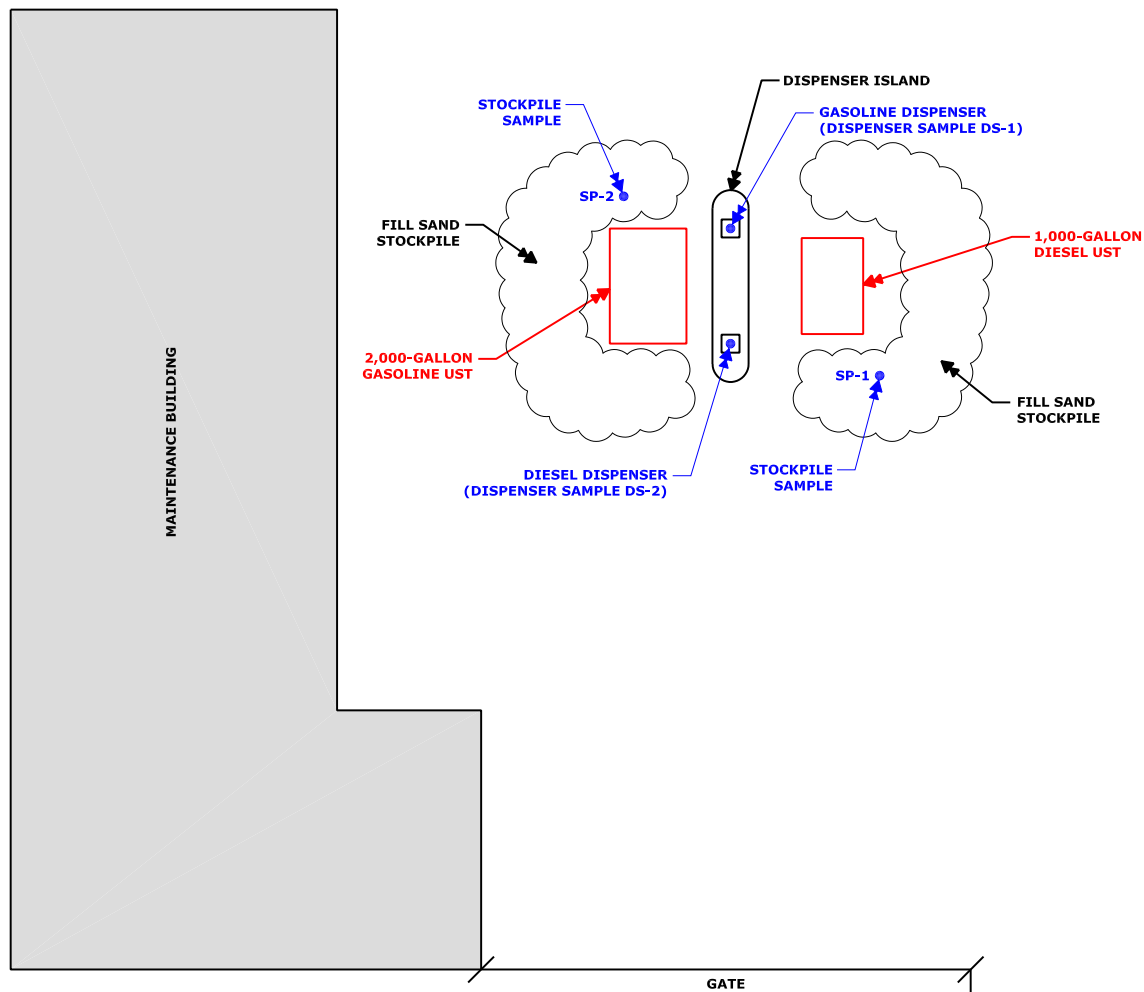 DISPENSER ISLAND
STOCKPILE
SAMPLE
GASOLINE DISPENSER
(DISPENSER SAMPLE DS-1)
SP-2
FILL SAND
STOCKPILE
1,000-GALLON
DIESEL UST
2,000-GALLON
GASOLINE UST
SP-1
FILL SAND
STOCKPILE
MAINTENANCE BUILDING
DIESEL DISPENSER
(DISPENSER SAMPLE DS-2)
STOCKPILE
SAMPLE
GATE